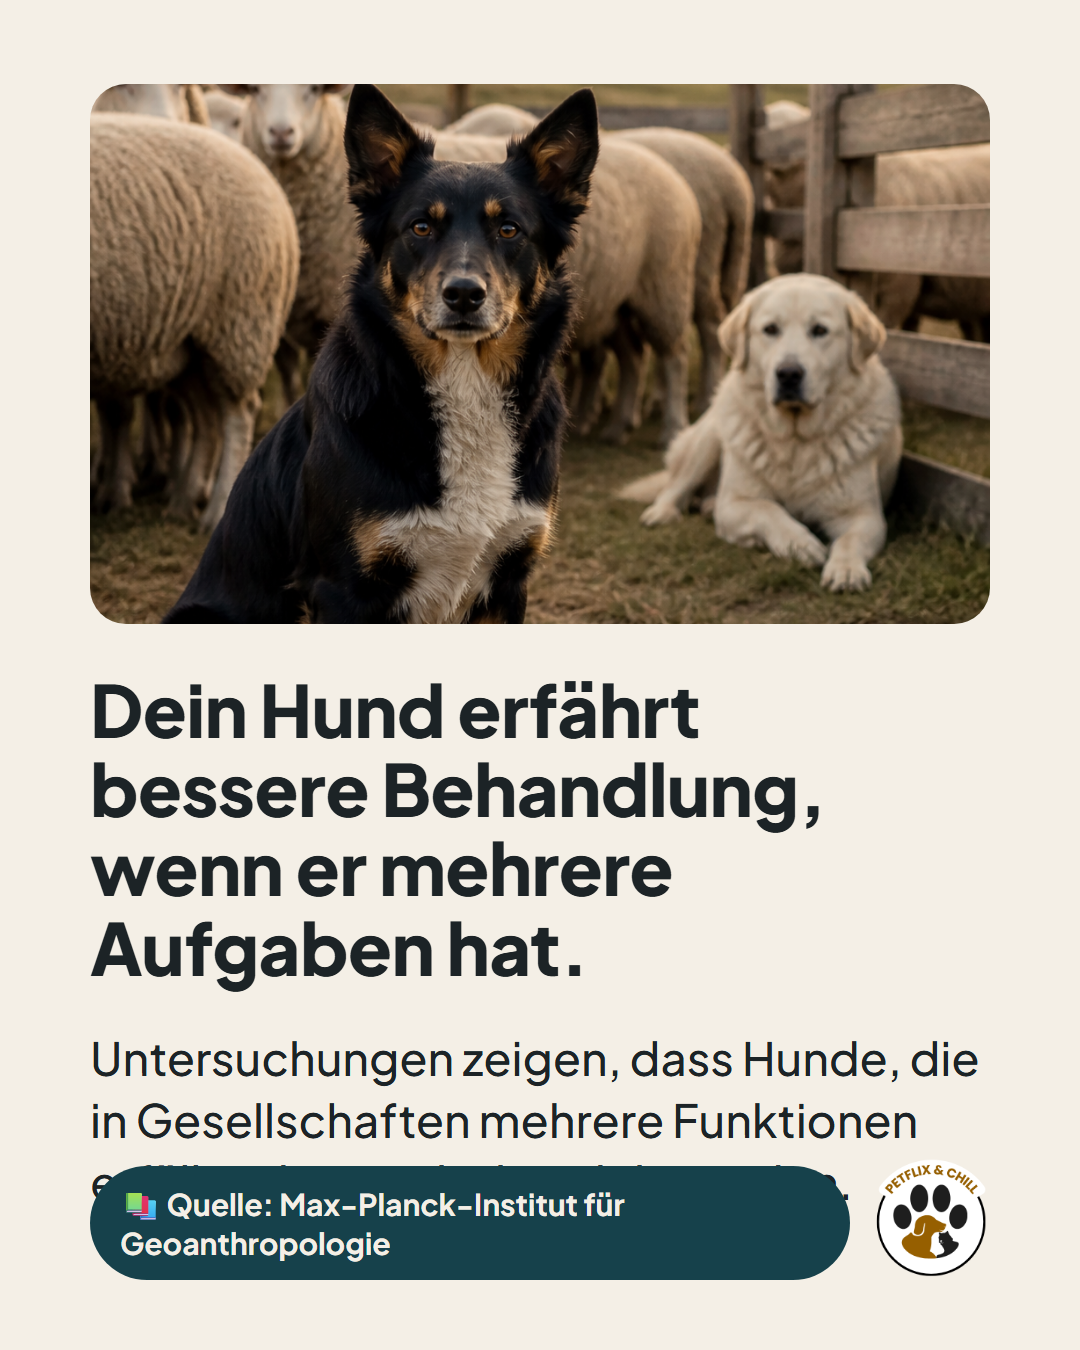 Dein Hund erfährt
bessere Behandlung,
wenn er mehrere
Aufgaben hat.
Untersuchungen zeigen, dass Hunde, die
in Gesellschaften mehrere Funktionen
📚 Quelle: Max-Planck-Institut für
Geoanthropologie
PETFLIX & CHILL